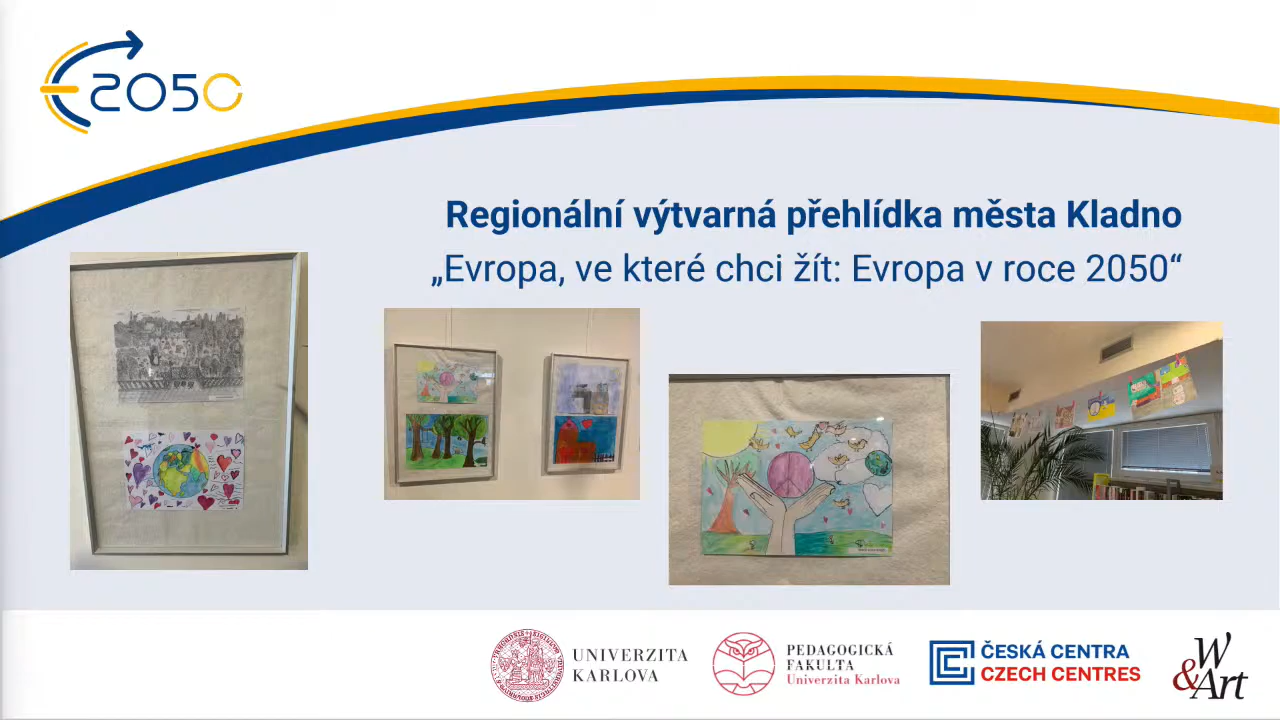 2050
Regionální výtvarná přehlídka města Kladno
„Evropa, ve které chci žít: Evropa v roce 2050“
UNIVERZITA
KARLOVA
PEDAGOGICKÁ
FAKULTA
Univerzita Karlova
ČESKÁ CENTRA
CZECH CENTRES
W
&Art